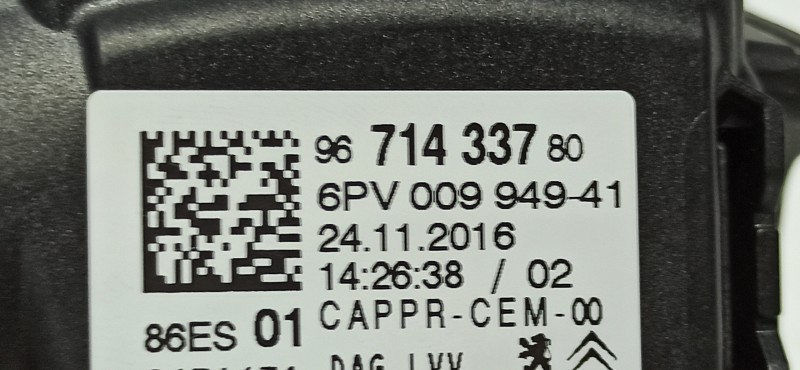 96 714 337 80
6PV 009 949-41
24.11.2016
14:26:38 / 02
86ES 01 CAPPR-CEM-00